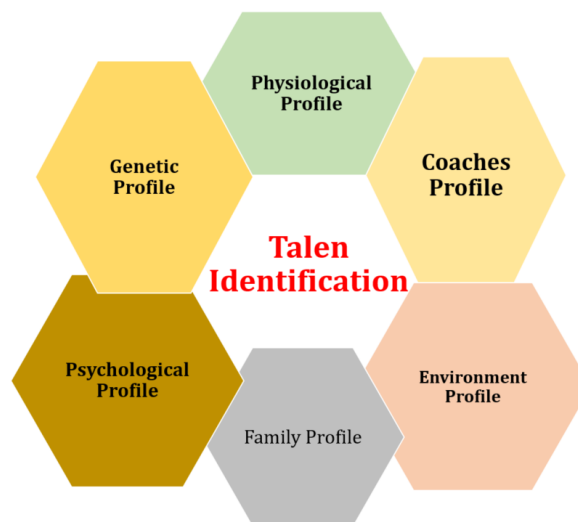 Physiological
Profile
Genetic
Profile
Coaches
Profile
Talen
Identification
Psychological
Profile
Environment
Profile
Family Profile